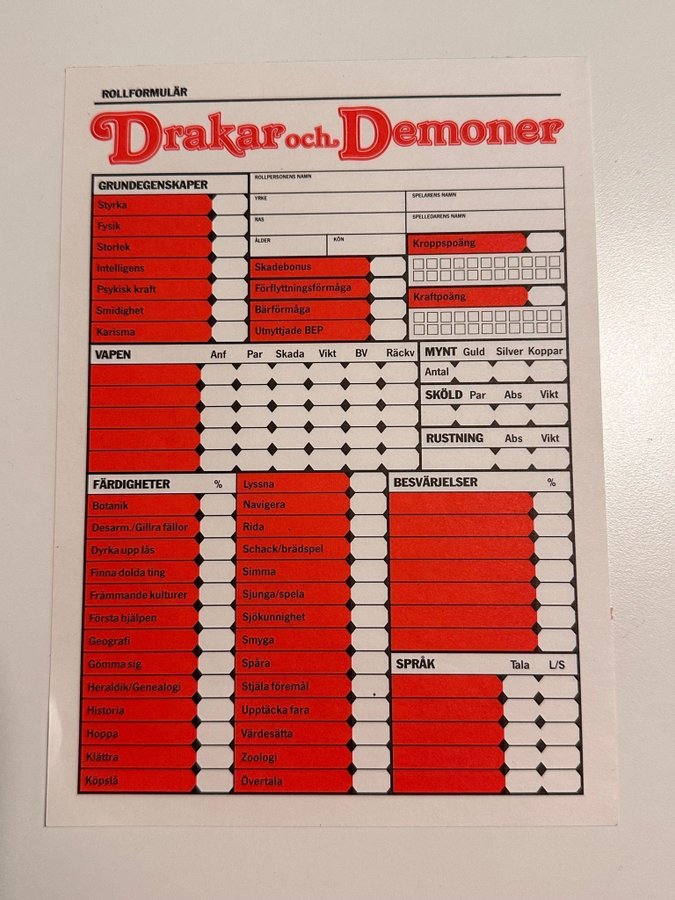 ROLLFORMULÄR
Drakar och Demoner
GRUNDEGENSKAPER
Styrka
Fysik
Storlek
Intelligens
Psykisk kraft
Smidighet
Karisma
ROLLPERSONENS NAMN
YRKE
SPELARENS NAMN
RAS
SPELLEDARENS NAMN
ÅLDER KÖN
Skadebonus
Förflyttningsförmåga
Bärförmåga
Utnyttjade BEP
Kroppspoäng
Kraftpoäng
VAPEN Anf Par Skada Vikt BV Räckv
MYNT Guld Silver Koppar
Antal
SKÖLD Par Abs Vikt
RUSTNING Abs Vikt
FÄRDIGHETER %
Botanik
Desarm./Gillra fällor
Dyrka upp lås
Finna dolda ting
Främmande kulturer
Första hjälpen
Geografi
Gömma sig
Heraldik/Genealogi
Historia
Hoppa
Klättra
Köpslå
Lyssna
Navigera
Rida
Schack/brädspel
Simma
Sjunga/spela
Sjökunnighet
Smyga
Spåra
Stjäla föremål
Upptäcka fara
Värdesätta
Zoologi
Övertala
BESVÄRJELSER %
SPRÅK Tala L/S